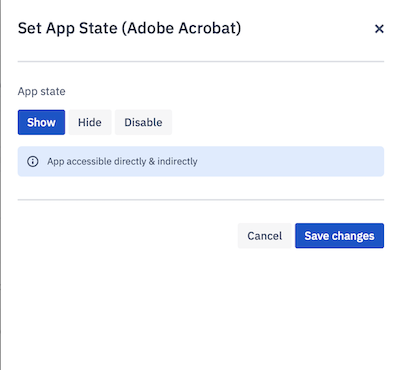 Set App State (Adobe Acrobat)
App state
Show Hide Disable
App accessible directly & indirectly
Cancel Save changes